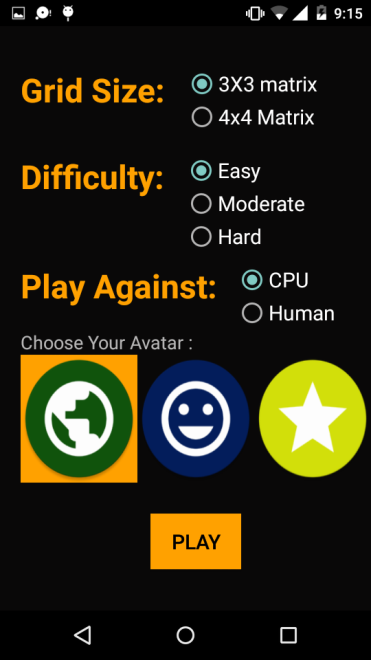 9:15
Grid Size:
3X3 matrix
4x4 Matrix
Difficulty:
Easy
Moderate
Hard
Play Against:
CPU
Human
Choose Your Avatar :
PLAY